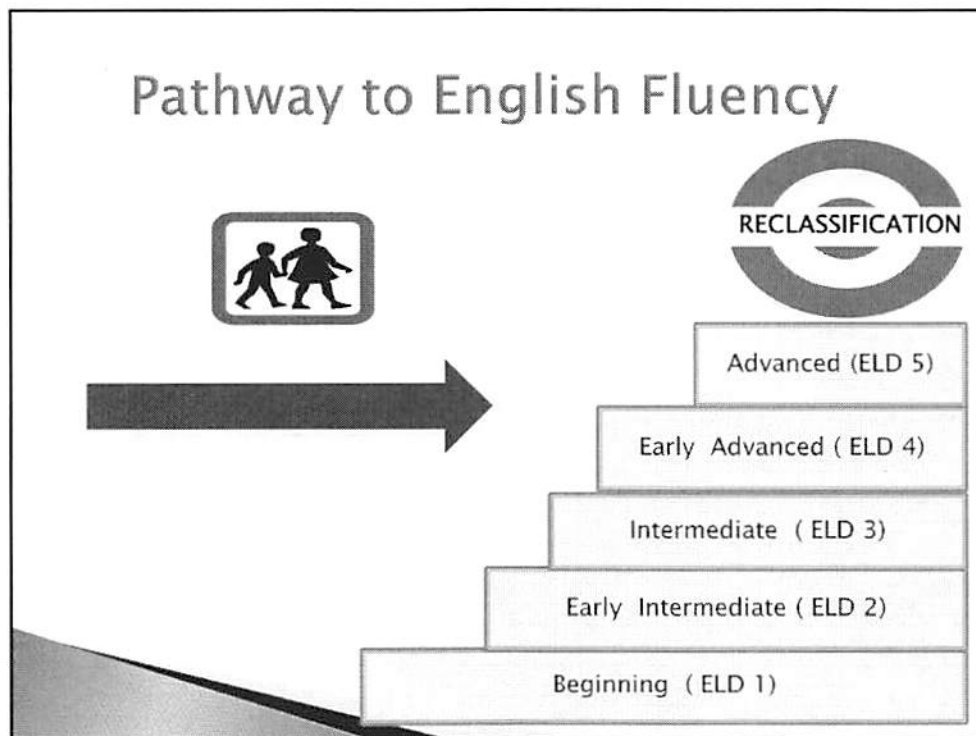 Pathway to English Fluency
RECLASSIFICATION
Advanced (ELD 5)
Early Advanced ( ELD 4)
Intermediate ( ELD 3)
Early Intermediate ( ELD 2)
Beginning ( ELD 1)